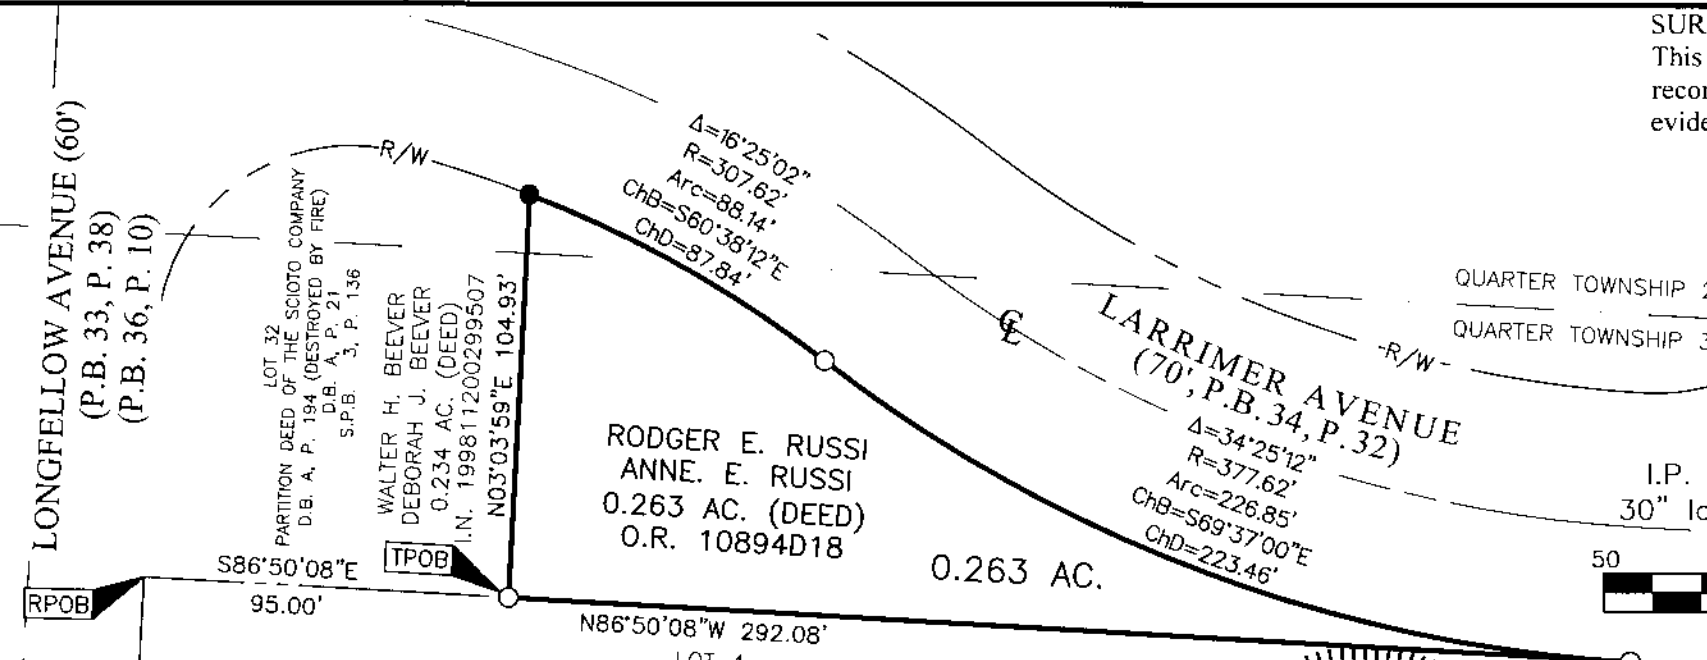 SUR
This
recor
evide
LONGFELLOW AVENUE (60')
(P.B. 33, P. 38)
(P.B. 36, P. 10)
R/W
LOT 32
PARTITION DEED OF THE SCIOTO COMPANY
D.B. A, P. 194 (DESTROYED BY FIRE)
D.B. A, P. 21
S.P.B. 3, P. 136
WALTER H. BEEVER
DEBORAH J. BEEVER
0.234 AC. (DEED)
I.N. 199811200299507
N03°03'59"E 104.93'
Δ=16°25'02"
R=307.62'
Arc=88.14'
ChB=S60°38'12"E
ChD=87.84'
QUARTER TOWNSHIP 2
QUARTER TOWNSHIP 3
℄
LARRIMER AVENUE
(70', P.B. 34, P. 32)
-R/W-
Δ=34°25'12"
R=377.62'
Arc=226.85'
ChB=S69°37'00"E
ChD=223.46'
RODGER E. RUSSI
ANNE. E. RUSSI
0.263 AC. (DEED)
O.R. 10894D18
0.263 AC.
I.P.
30" Io
50
TPOB
RPOB
S86°50'08"E
95.00'
N86°50'08"W 292.08'
LOT